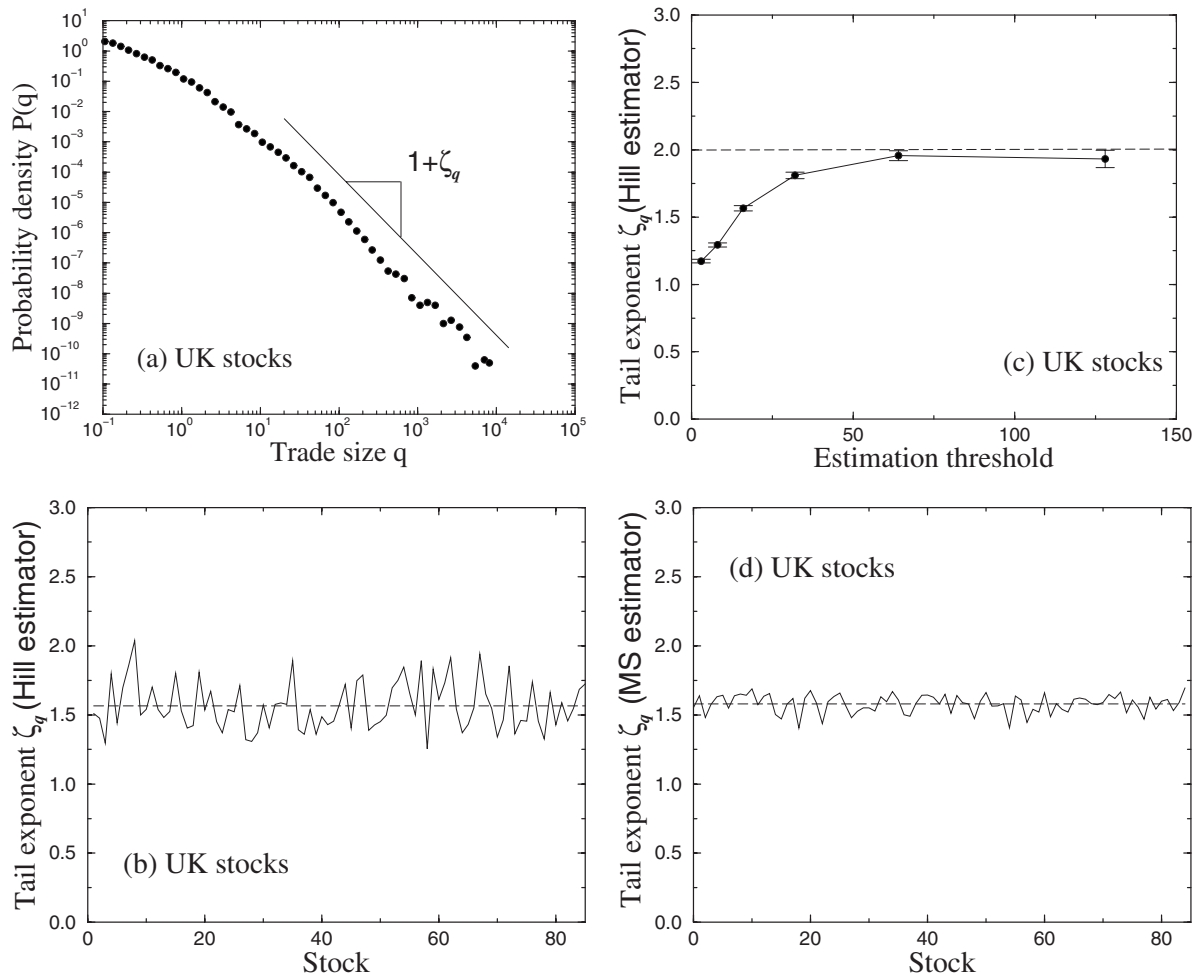 Probability density P(q)
10^1
10^0
10^-1
10^-2
10^-3
10^-4
10^-5
10^-6
10^-7
10^-8
10^-9
10^-10
10^-11
10^-12
1+ζq
(a) UK stocks
10^-1 10^0 10^1 10^2 10^3 10^4 10^5
Trade size q
Tail exponent ζq (Hill estimator)
3.0
2.5
2.0
1.5
1.0
0.5
0.0
(c) UK stocks
0 50 100 150
Estimation threshold
Tail exponent ζq (Hill estimator)
3.0
2.5
2.0
1.5
1.0
0.5
0.0
(b) UK stocks
0 20 40 60 80
Stock
Tail exponent ζq (MS estimator)
3.0
2.5
2.0
1.5
1.0
0.5
0.0
(d) UK stocks
0 20 40 60 80
Stock